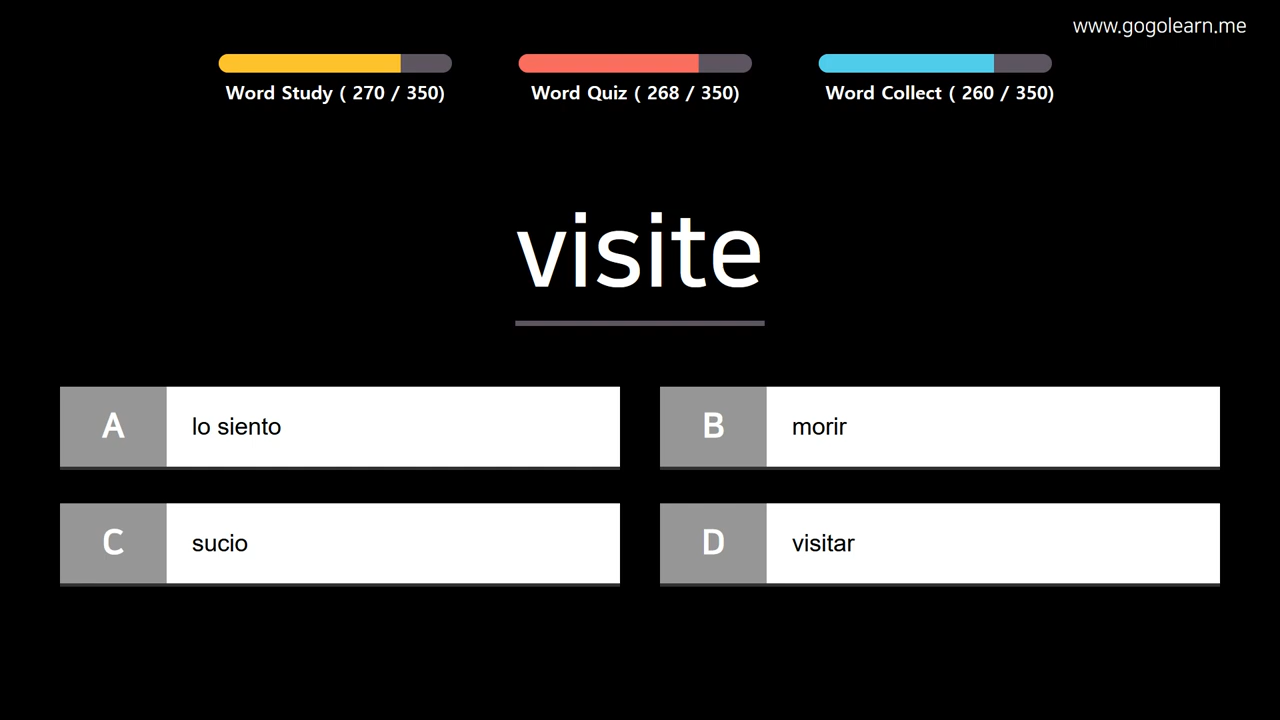 www.gogolearn.me
Word Study ( 270 / 350)
Word Quiz ( 268 / 350)
Word Collect ( 260 / 350)
visite
A lo siento
B morir
C sucio
D visitar